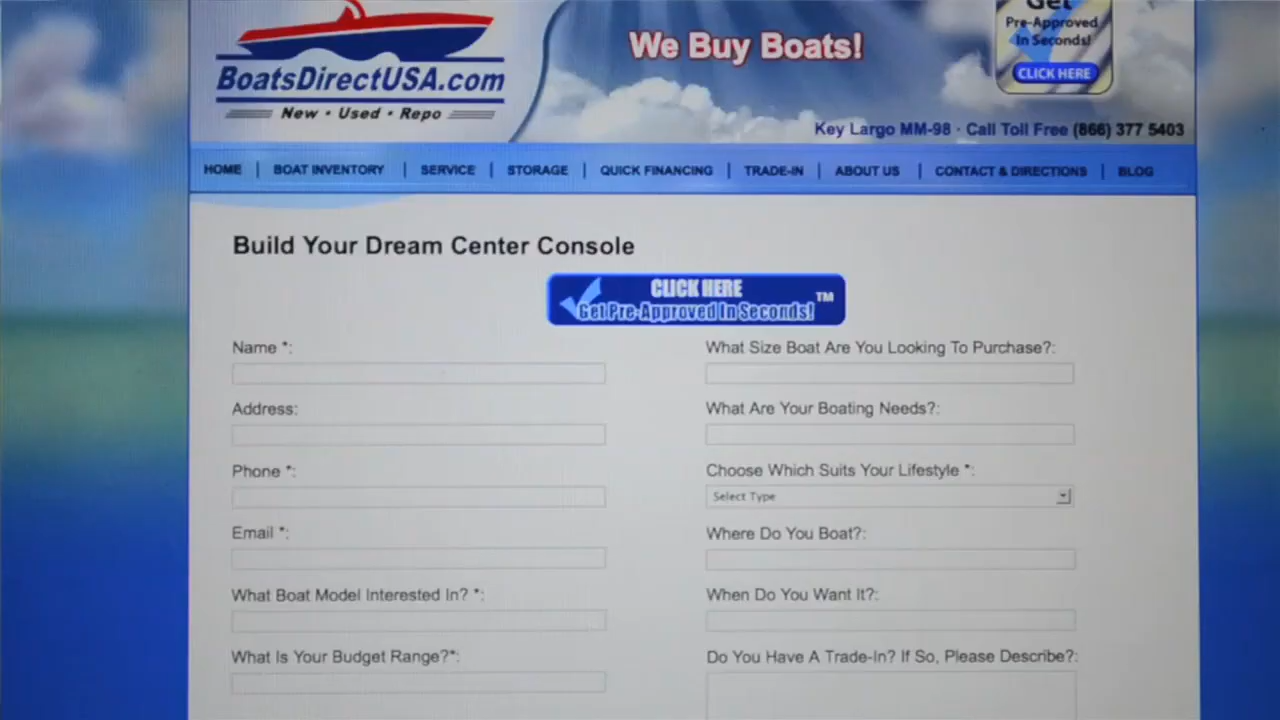 BoatsDirectUSA.com
New • Used • Repo
We Buy Boats!
Get
Pre-Approved
In Seconds!
CLICK HERE
Key Largo MM-98 · Call Toll Free (866) 377 5403
HOME | BOAT INVENTORY | SERVICE | STORAGE | QUICK FINANCING | TRADE-IN | ABOUT US | CONTACT & DIRECTIONS | BLOG
Build Your Dream Center Console
CLICK HERE
Get Pre-Approved In Seconds! TM
Name *:
Address:
Phone *:
Email *:
What Boat Model Interested In? *:
What Is Your Budget Range?*:
What Size Boat Are You Looking To Purchase?:
What Are Your Boating Needs?:
Choose Which Suits Your Lifestyle *:
Select Type
Where Do You Boat?:
When Do You Want It?:
Do You Have A Trade-In? If So, Please Describe?: